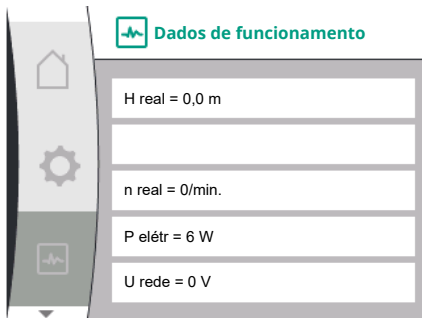 Dados de funcionamento
H real = 0,0 m
n real = 0/min.
P elétr = 6 W
U rede = 0 V